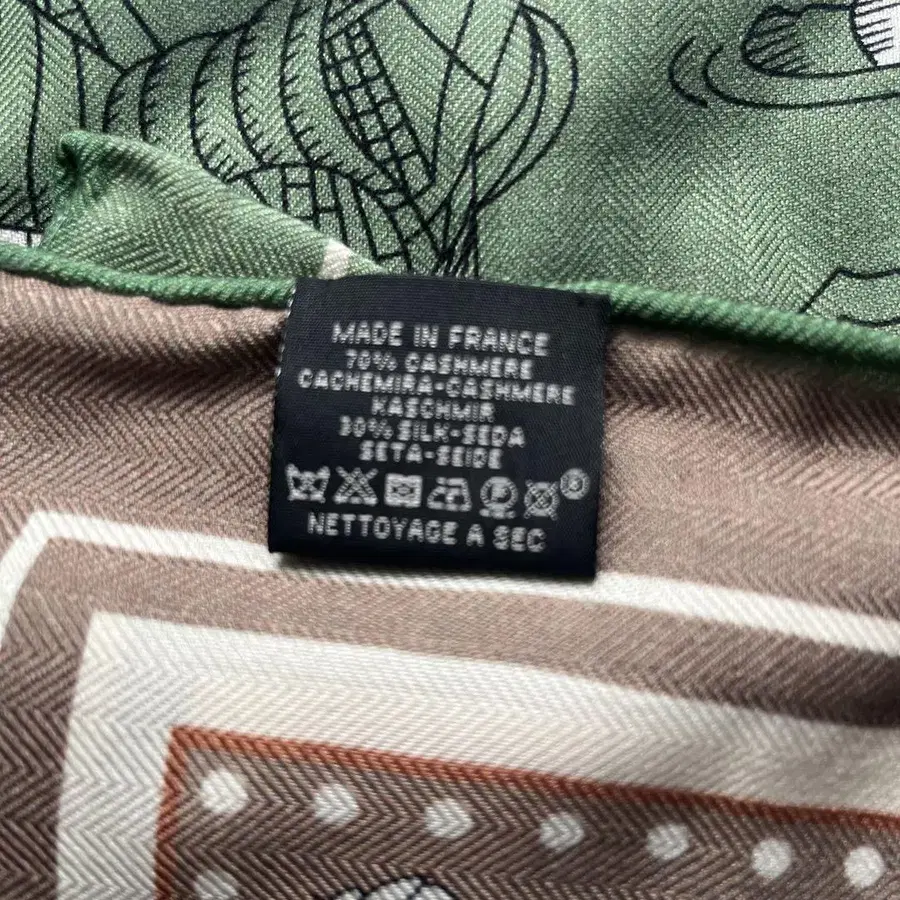 MADE IN FRANCE
70% CASHMERE
CACHEMIRA-CASHMERE
KASCHMIR
30% SILK-SEDA
SETA-SEIDE
P
NETTOYAGE A SEC